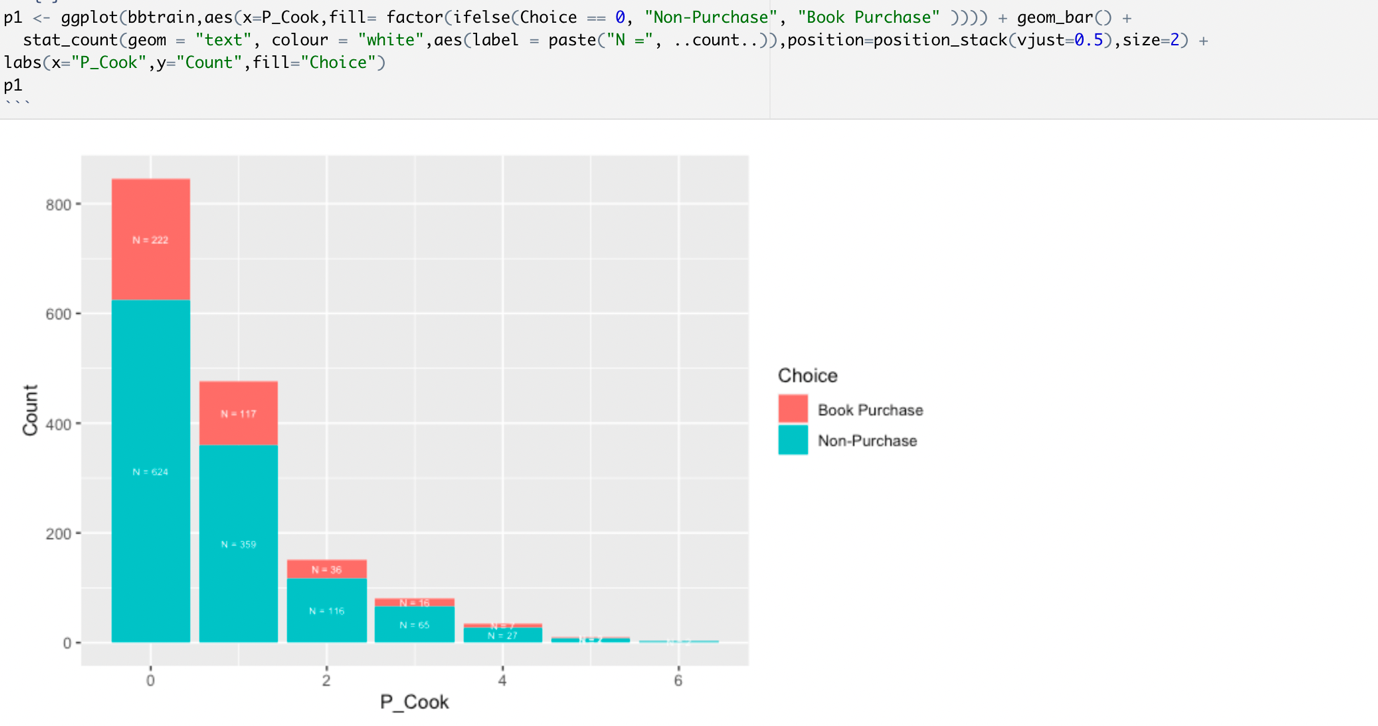 p1 <- ggplot(bbtrain,aes(x=P_Cook,fill= factor(ifelse(Choice == 0, "Non-Purchase", "Book Purchase" )))) + geom_bar() +
stat_count(geom = "text", colour = "white",aes(label = paste("N =", ..count..)),position=position_stack(vjust=0.5),size=2) +
labs(x="P_Cook",y="Count",fill="Choice")
p1
```
800
600
400
200
0
Count
N = 222
N = 624
N = 117
N = 359
N = 36
N = 116
N = 16
N = 65
N = 7
N = 27
0
2
4
6
P_Cook
Choice
Book Purchase
Non-Purchase